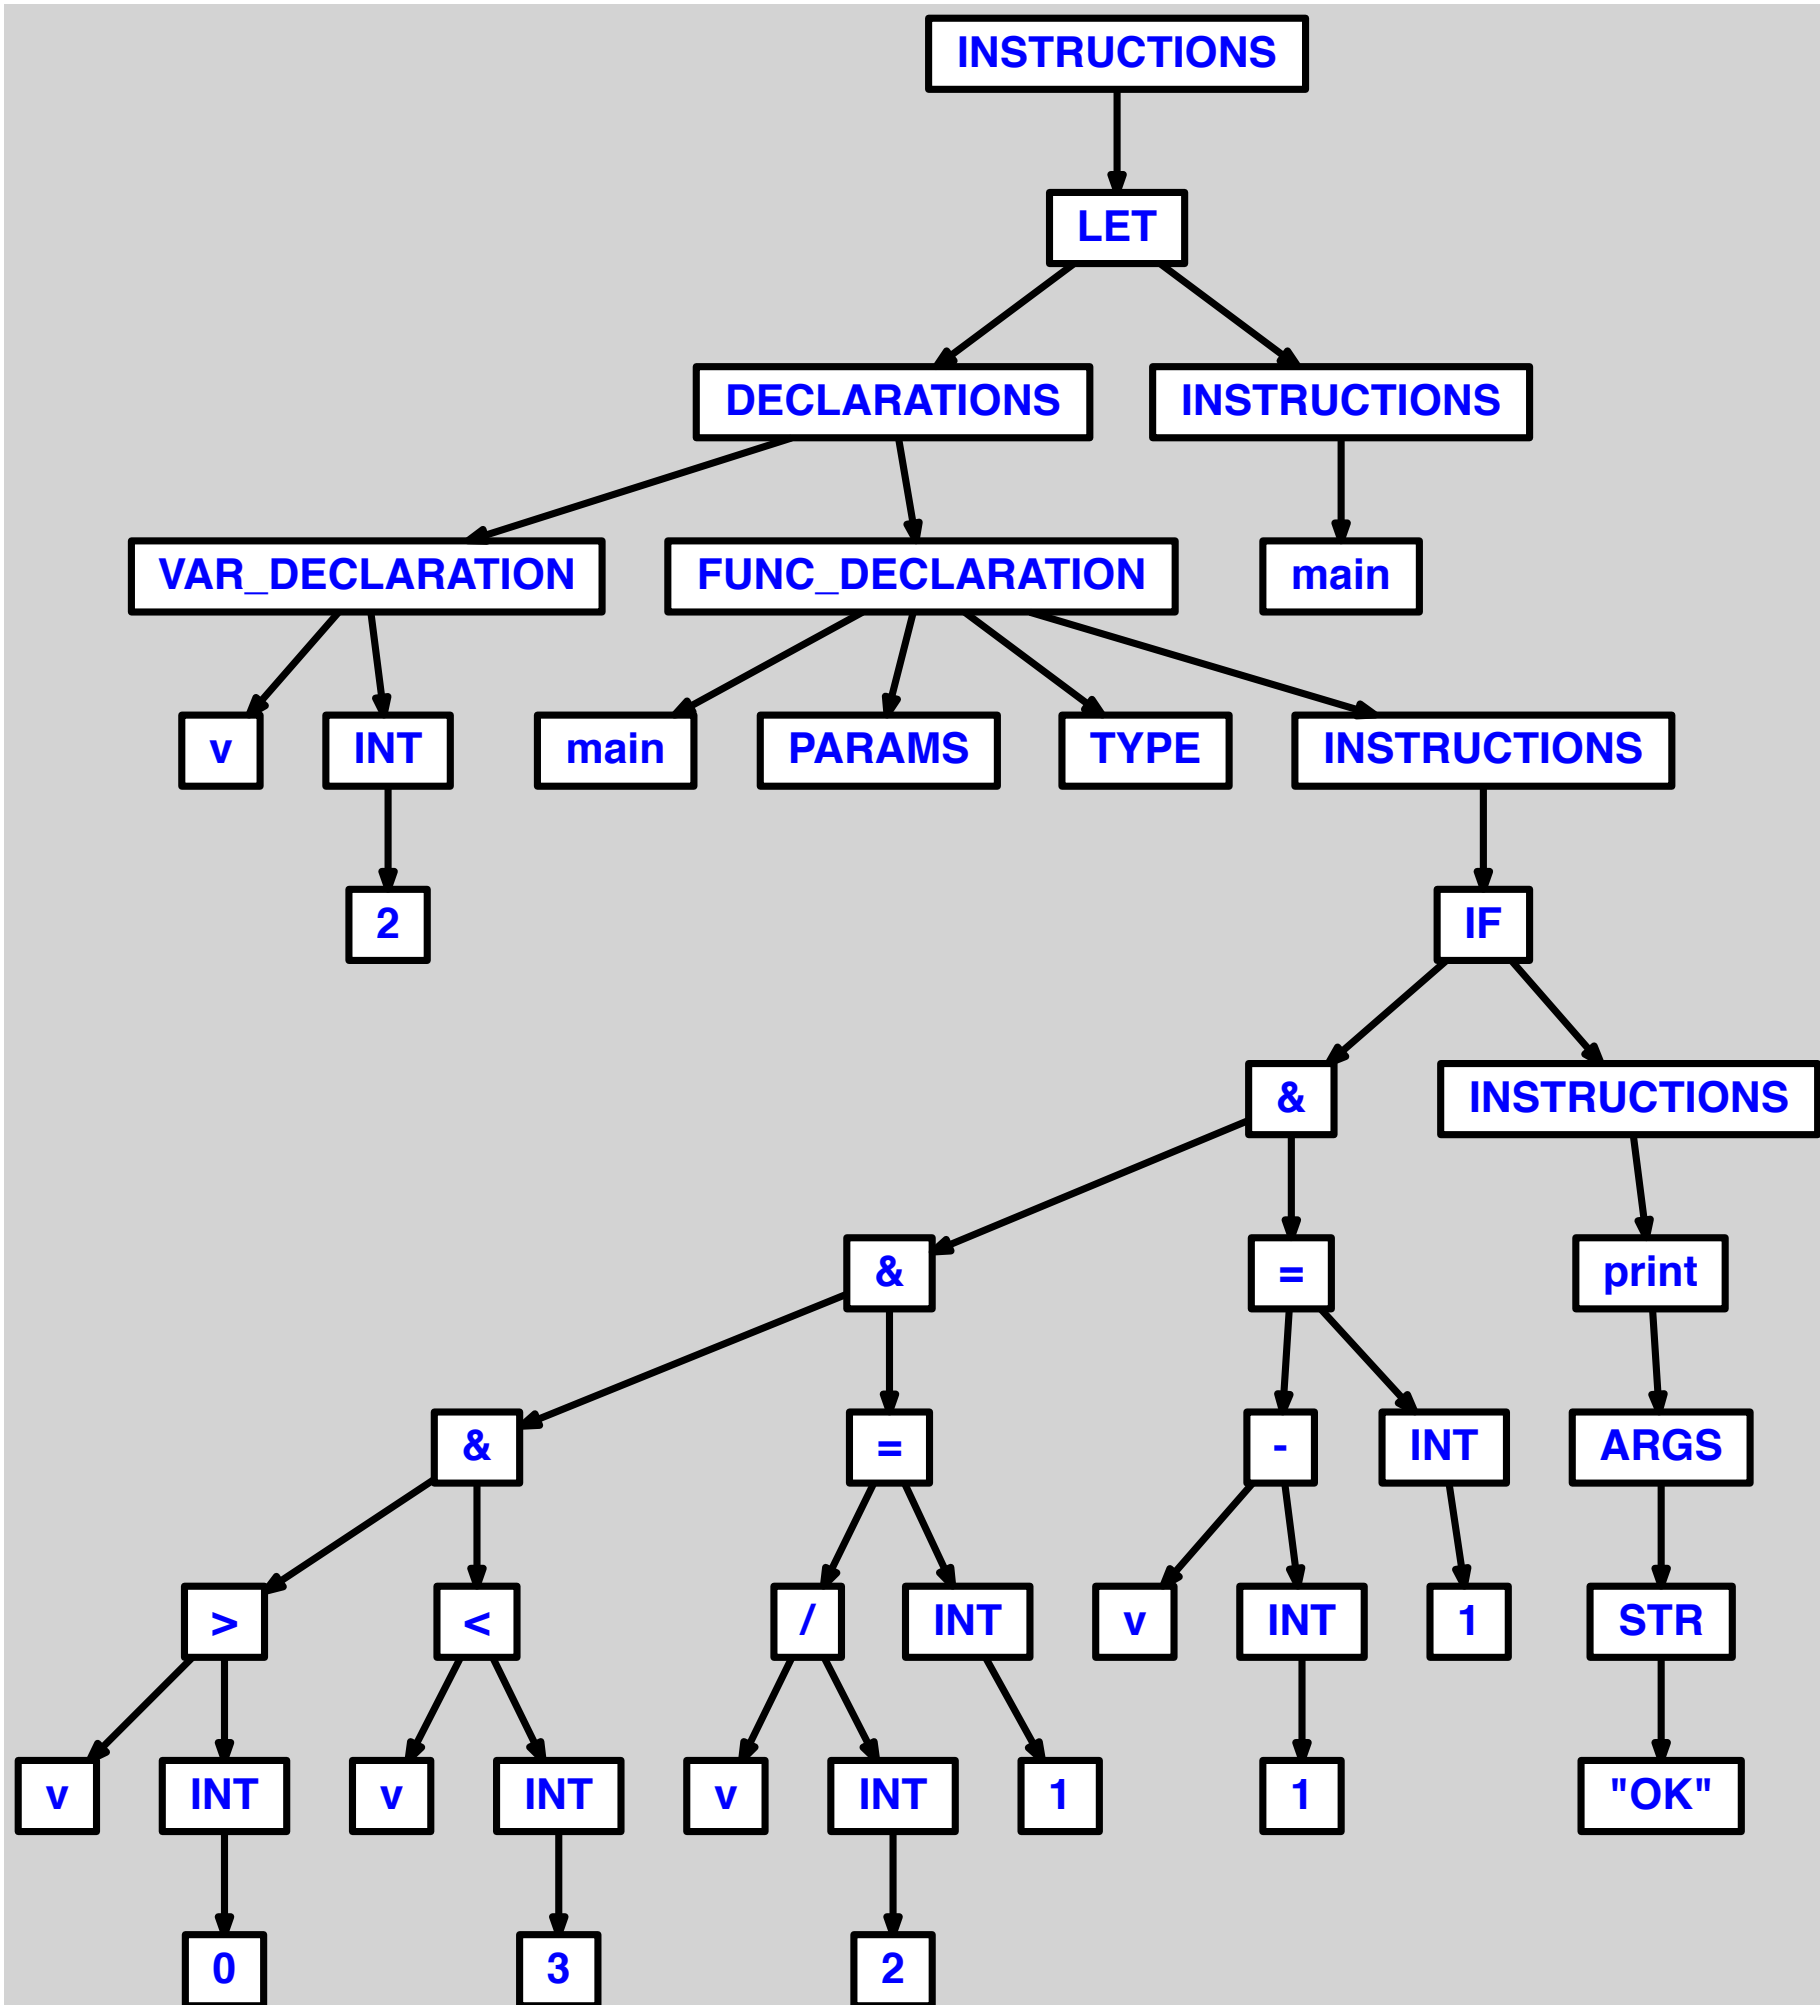 INSTRUCTIONS
LET
DECLARATIONS
INSTRUCTIONS
VAR_DECLARATION
FUNC_DECLARATION
main
v
INT
main
PARAMS
TYPE
INSTRUCTIONS
2
IF
&
INSTRUCTIONS
&
=
print
&
=
-
INT
ARGS
>
<
/
INT
v
INT
1
STR
v
INT
v
INT
v
INT
1
1
"OK"
0
3
2